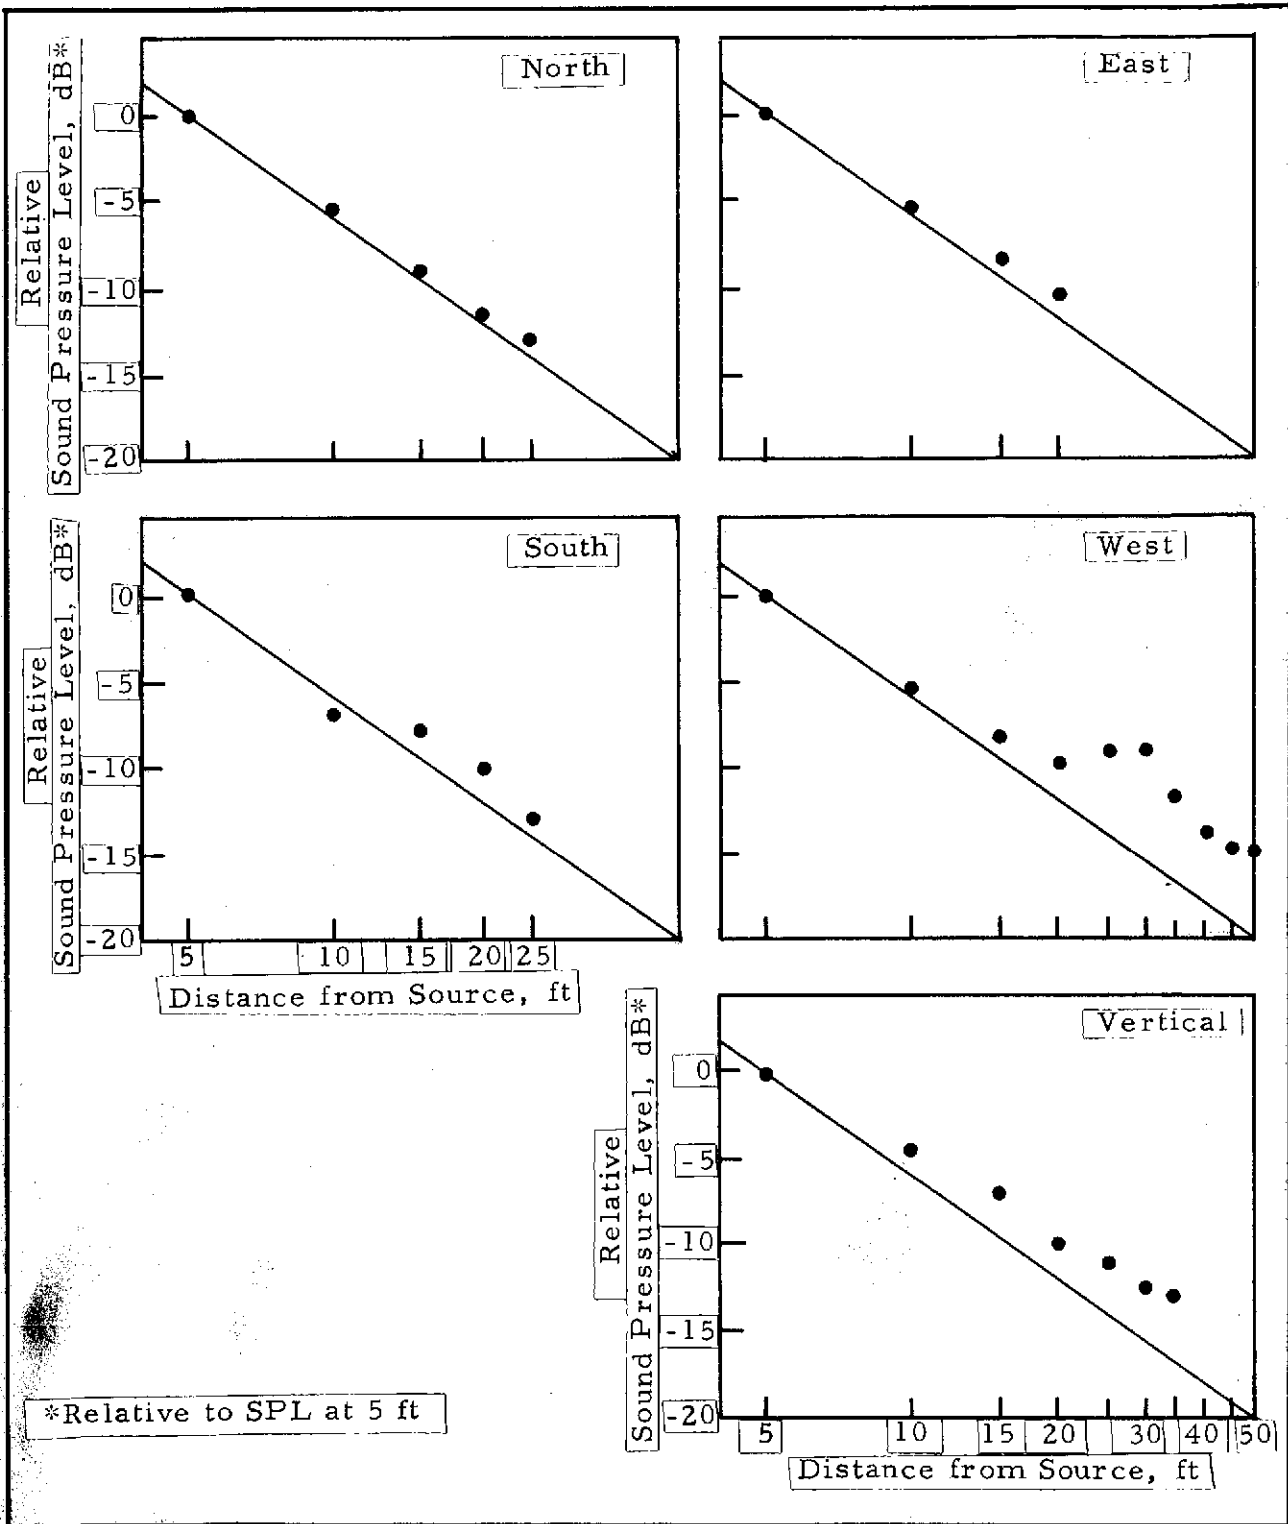 North
East
Relative
Sound Pressure Level, dB*
0
-5
-10
-15
-20
South
West
Relative
Sound Pressure Level, dB*
0
-5
-10
-15
-20
5 10 15 20 25
Distance from Source, ft
Vertical
Relative
Sound Pressure Level, dB*
0
-5
-10
-15
-20
5 10 15 20 30 40 50
Distance from Source, ft
*Relative to SPL at 5 ft